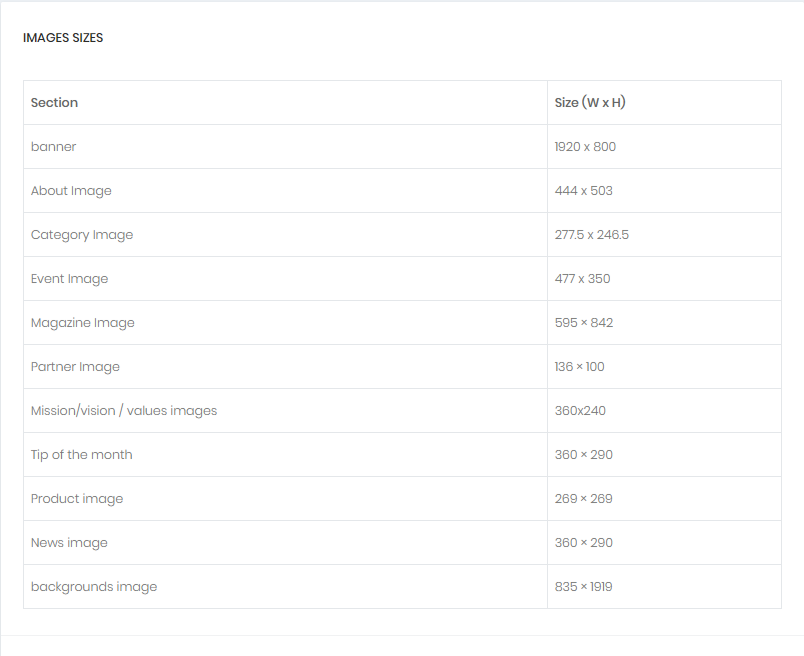 IMAGES SIZES
Section Size (W x H)
banner 1920 x 800
About Image 444 x 503
Category Image 277.5 x 246.5
Event Image 477 x 350
Magazine Image 595 × 842
Partner Image 136 × 100
Mission/vision / values images 360x240
Tip of the month 360 × 290
Product image 269 × 269
News image 360 × 290
backgrounds image 835 × 1919